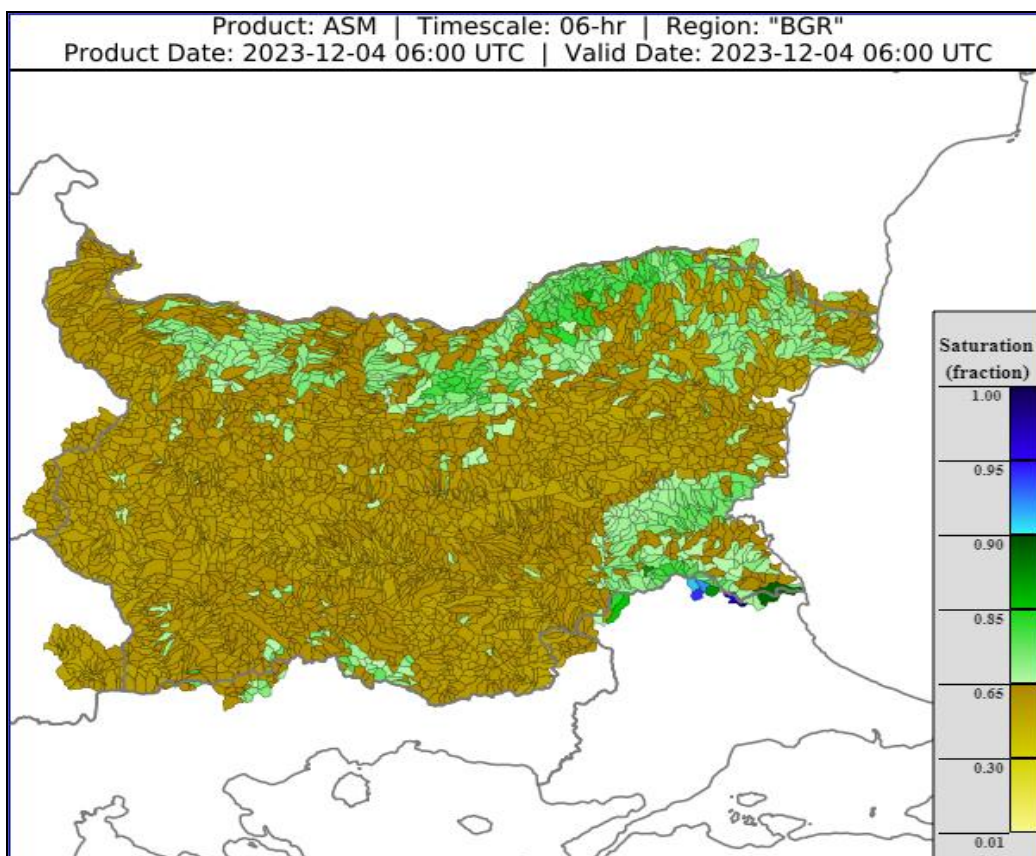 Product: ASM | Timescale: 06-hr | Region: "BGR"
Product Date: 2023-12-04 06:00 UTC | Valid Date: 2023-12-04 06:00 UTC
Saturation
(fraction)
1.00
0.95
0.90
0.85
0.65
0.30
0.01